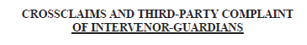 CROSSCLAIMS AND THIRD-PARTY COMPLAINT
OF INTERVENOR-GUARDIANS